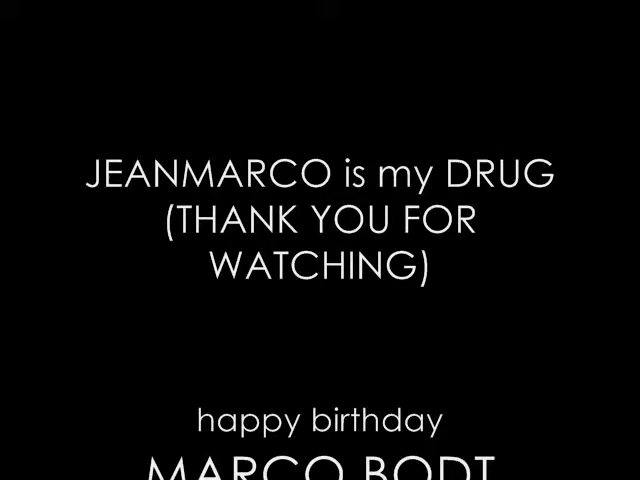 JEANMARCO is my DRUG
(THANK YOU FOR
WATCHING)
happy birthday
MARCO BODT